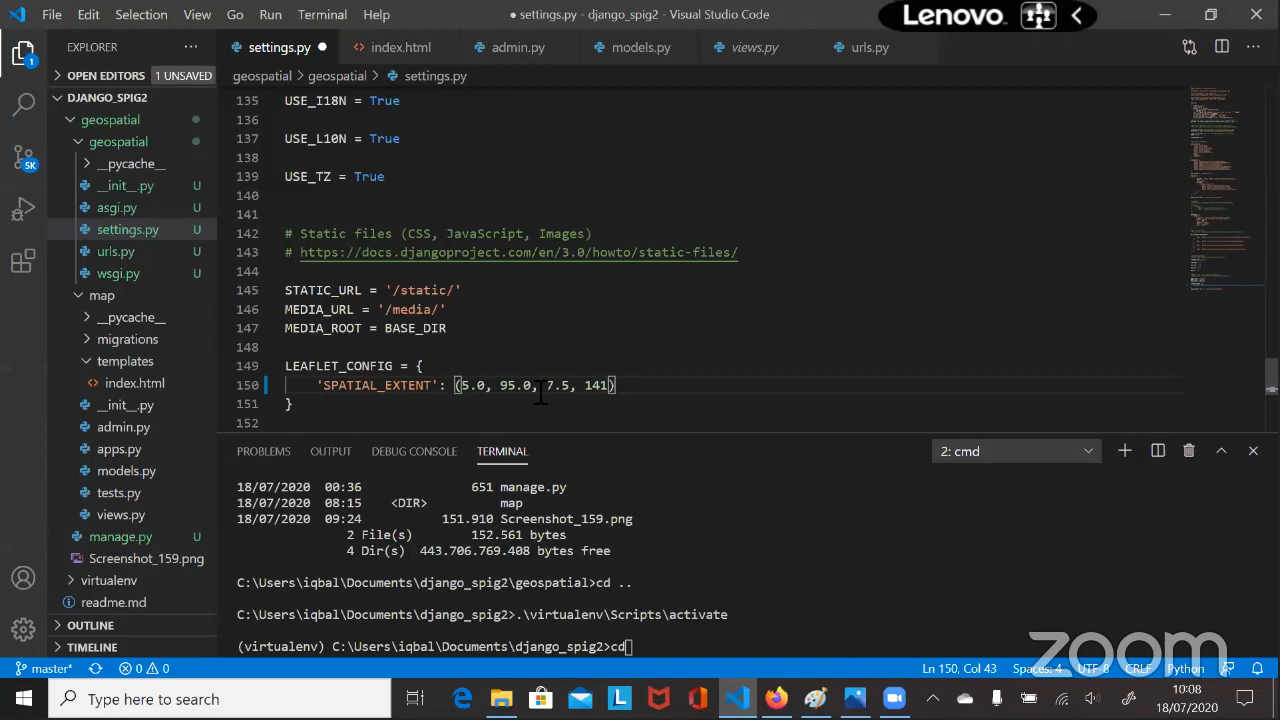 File Edit Selection View Go Run Terminal Help
● settings.py - django_spig2 - Visual Studio Code
Lenovo
EXPLORER
settings.py index.html admin.py models.py views.py urls.py
OPEN EDITORS 1 UNSAVED
geospatial > geospatial > settings.py
DJANGO_SPIG2
geospatial
geospatial
__pycache__
__init__.py U
asgi.py U
settings.py U
urls.py U
wsgi.py U
map
__pycache__
migrations
templates
index.html
__init__.py
admin.py
apps.py
models.py
tests.py
views.py
manage.py U
Screenshot_159.png
virtualenv
readme.md
OUTLINE
TIMELINE
1
5K
135 USE_I18N = True
136
137 USE_L10N = True
138
139 USE_TZ = True
140
141
142 # Static files (CSS, JavaScript, Images)
143 # https://docs.djangoproject.com/en/3.0/howto/static-files/
144
145 STATIC_URL = '/static/'
146 MEDIA_URL = '/media/'
147 MEDIA_ROOT = BASE_DIR
148
149 LEAFLET_CONFIG = {
150 'SPATIAL_EXTENT': (5.0, 95.0, 7.5, 141)
151 }
152
PROBLEMS OUTPUT DEBUG CONSOLE TERMINAL
2: cmd
18/07/2020 00:36 651 manage.py
18/07/2020 08:15 <DIR> map
18/07/2020 09:24 151.910 Screenshot_159.png
2 File(s) 152.561 bytes
4 Dir(s) 443.706.769.408 bytes free
C:\Users\iqbal\Documents\django_spig2\geospatial>cd ..
C:\Users\iqbal\Documents\django_spig2>.\virtualenv\Scripts\activate
(virtualenv) C:\Users\iqbal\Documents\django_spig2>cd
zoom
master* 0 0
Ln 150, Col 43 Spaces: 4 UTF-8 CRLF Python
Type here to search
10:08
18/07/2020